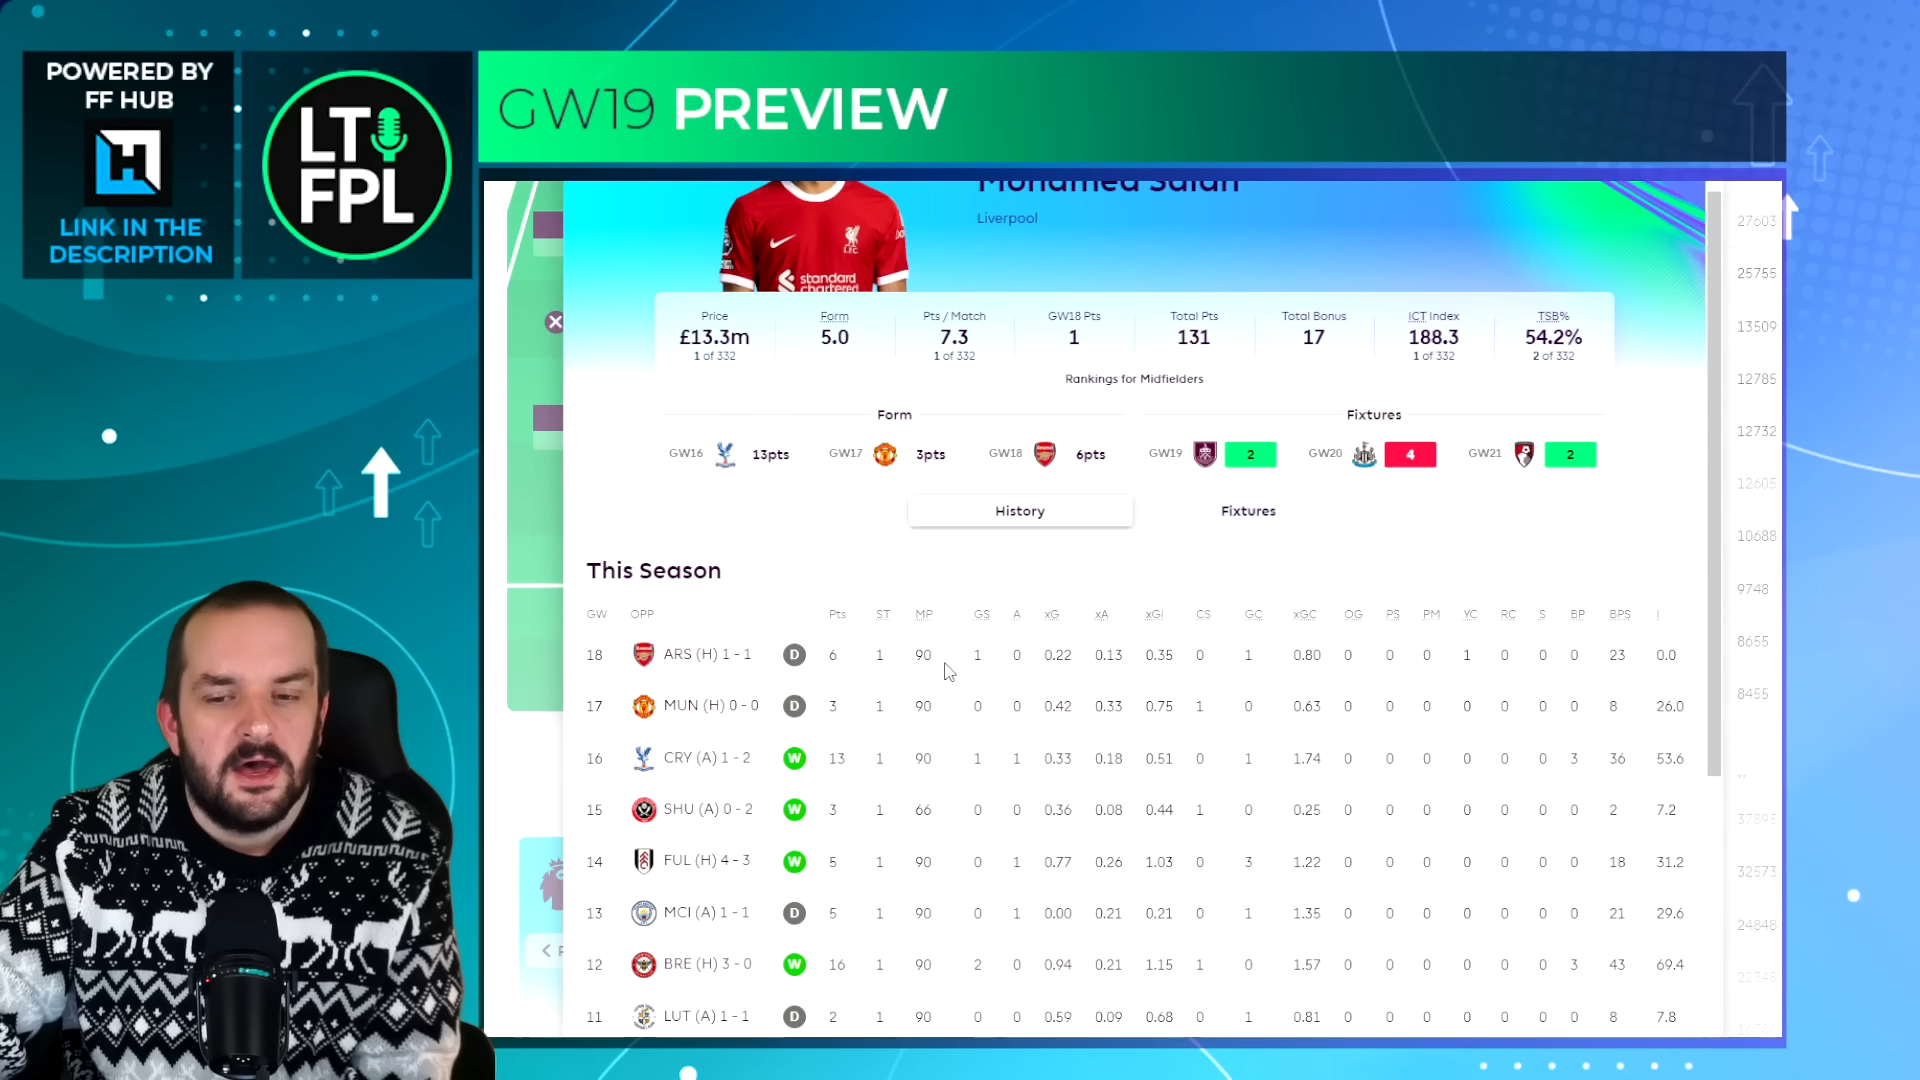 POWERED BY
FF HUB
LINK IN THE
DESCRIPTION
LT
FPL
GW19 PREVIEW
Mohamed Salah
Liverpool
standard
chartered
Price Form Pts / Match GW18 Pts Total Pts Total Bonus ICT Index TSB%
£13.3m 5.0 7.3 1 131 17 188.3 54.2%
1 of 332 1 of 332 1 of 332 2 of 332
Rankings for Midfielders
Form Fixtures
GW16 13pts GW17 3pts GW18 6pts GW19 2 GW20 4 GW21 2
History Fixtures
This Season
GW OPP Pts ST MP GS A xG xA xGI CS GC xGC OG PS PM YC RC S BP BPS I
18 ARS (H) 1 - 1 D 6 1 90 1 0 0.22 0.13 0.35 0 1 0.80 0 0 0 1 0 0 0 23 0.0
17 MUN (H) 0 - 0 D 3 1 90 0 0 0.42 0.33 0.75 1 0 0.63 0 0 0 0 0 0 0 8 26.0
16 CRY (A) 1 - 2 W 13 1 90 1 1 0.33 0.18 0.51 0 1 1.74 0 0 0 0 0 0 3 36 53.6
15 SHU (A) 0 - 2 W 3 1 66 0 0 0.36 0.08 0.44 1 0 0.25 0 0 0 0 0 0 0 2 7.2
14 FUL (H) 4 - 3 W 5 1 90 0 1 0.77 0.26 1.03 0 3 1.22 0 0 0 0 0 0 0 18 31.2
13 MCI (A) 1 - 1 D 5 1 90 0 1 0.00 0.21 0.21 0 1 1.35 0 0 0 0 0 0 0 21 29.6
12 BRE (H) 3 - 0 W 16 1 90 2 0 0.94 0.21 1.15 1 0 1.57 0 0 0 0 0 0 3 43 69.4
11 LUT (A) 1 - 1 D 2 1 90 0 0 0.59 0.09 0.68 0 1 0.81 0 0 0 0 0 0 0 8 7.8
27603
25755
13509
12785
12732
12605
10688
9748
8655
8455
37895
32573
24848